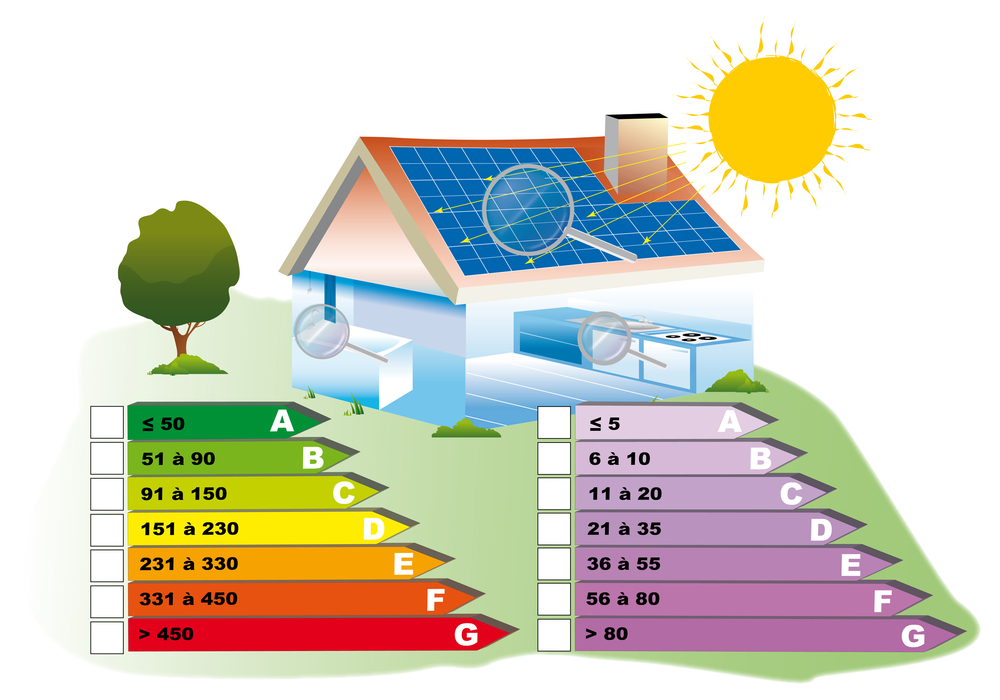 ≤ 50 A
51 à 90 B
91 à 150 C
151 à 230 D
231 à 330 E
331 à 450 F
> 450 G
≤ 5 A
6 à 10 B
11 à 20 C
21 à 35 D
36 à 55 E
56 à 80 F
> 80 G